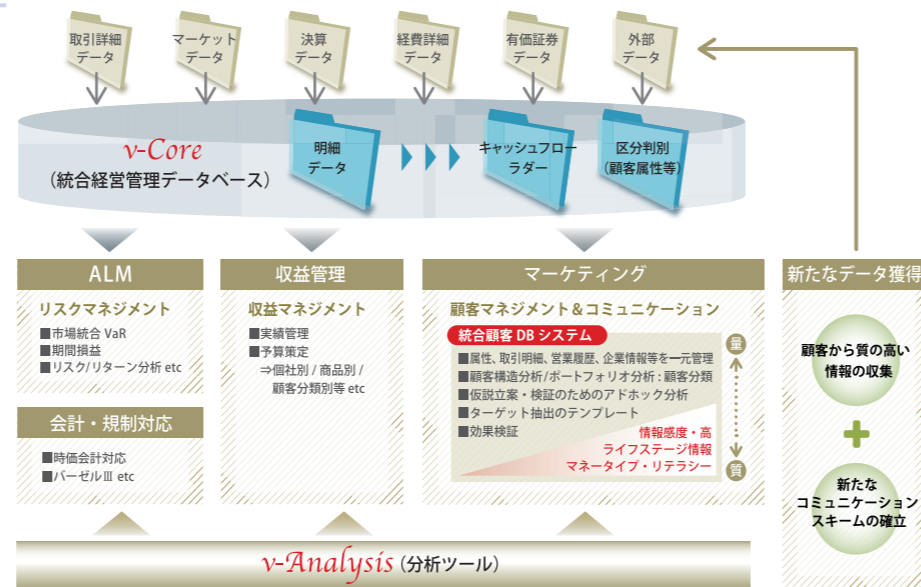 取引詳細
データ
マーケット
データ
決算
データ
経費詳細
データ
有価証券
データ
外部
データ
v-Core
(統合経営管理データベース)
明細
データ
キャッシュフロー
ラダー
区分判別
(顧客属性等)
ALM
リスクマネジメント
■市場統合 VaR
■期間損益
■リスク/リターン分析 etc
会計・規制対応
■時価会計対応
■バーゼルⅢ etc
収益管理
収益マネジメント
■実績管理
■予算策定
⇒個社別 / 商品別 /
顧客分類別等 etc
マーケティング
顧客マネジメント＆コミュニケーション
統合顧客 DB システム
■属性、取引明細、営業履歴、企業情報等を一元管理
■顧客構造分析/ポートフォリオ分析：顧客分類
■仮説立案・検証のためのアドホック分析
■ターゲット抽出のテンプレート
■効果検証
情報感度・高
ライフステージ情報
マネータイプ・リテラシー
量
質
新たなデータ獲得
顧客から質の高い
情報の収集
新たな
コミュニケーション
スキームの確立
v-Analysis (分析ツール)